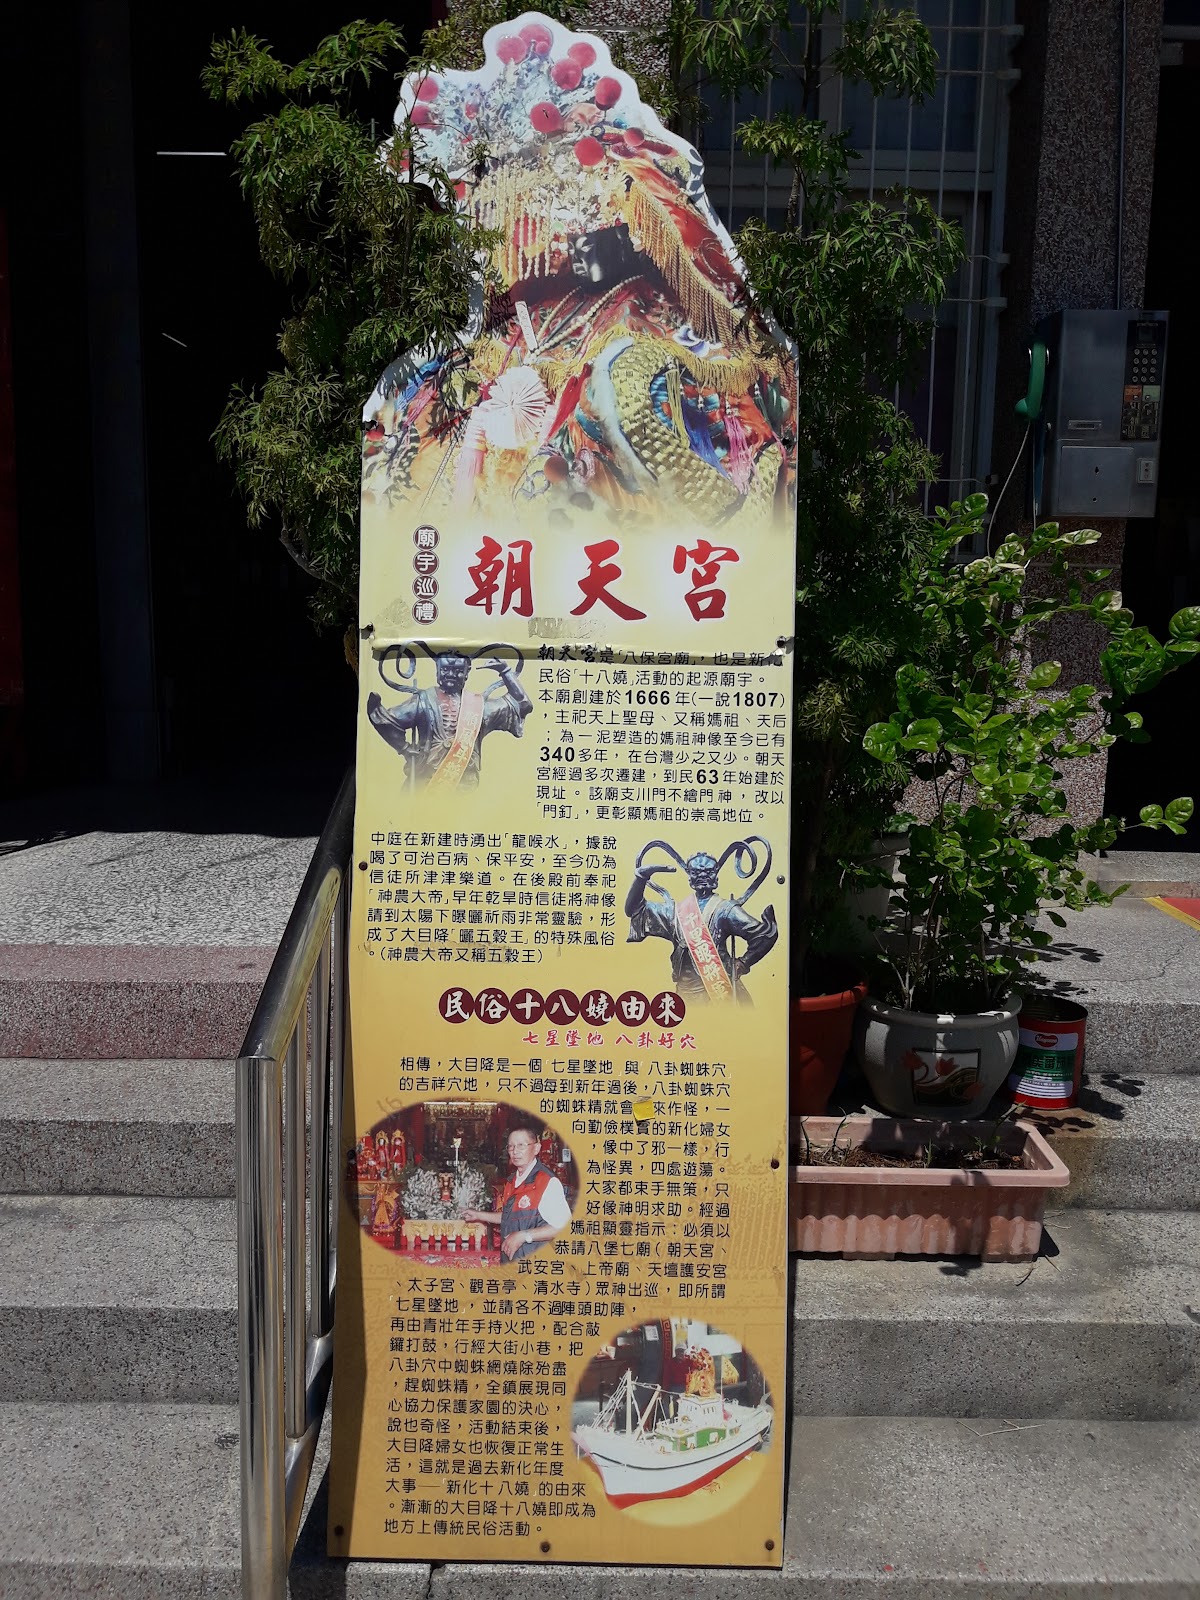 廟宇巡禮
朝天宮
朝天宮是「八保宮廟」，也是新化
民俗「十八嬈」活動的起源廟宇。
本廟創建於1666年(一說1807)
，主祀天上聖母、又稱媽祖、天后
；為一泥塑造的媽祖神像至今已有
340多年，在台灣少之又少。朝天
宮經過多次遷建，到民63年始建於
現址。該廟支川門不繪門神，改以
「門釘」，更彰顯媽祖的崇高地位。
中庭在新建時湧出「龍喉水」，據說
喝了可治百病、保平安，至今仍為
信徒所津津樂道。在後殿前奉祀
「神農大帝」早年乾旱時信徒將神像
請到太陽下曝曬祈雨非常靈驗，形
成了大目降「曬五穀王」的特殊風俗
。(神農大帝又稱五穀王)
千里眼將軍
民俗十八嬈由來
七星墜地 八卦好穴
相傳，大目降是一個「七星墜地」與 八卦蜘蛛穴
的吉祥穴地，只不過每到新年過後，八卦蜘蛛穴
的蜘蛛精就會 來作怪，一
向勤儉樸實的新化婦女
，像中了邪一樣，行
為怪異，四處遊蕩。
大家都束手無策，只
好像神明求助。經過
媽祖顯靈指示：必須以
恭請八堡七廟(朝天宮、
武安宮、上帝廟、天壇護安宮
、太子宮、觀音亭、清水寺)眾神出巡，即所謂
「七星墜地」，並請各不過陣頭助陣，
再由青壯年手持火把，配合敲
鑼打鼓，行經大街小巷，把
八卦穴中蜘蛛網燒除殆盡
，趕蜘蛛精，全鎮展現同
心協力保護家園的決心，
說也奇怪，活動結束後，
大目降婦女也恢復正常生
活，這就是過去新化年度
大事──「新化十八嬈」的由來
。漸漸的大目降十八嬈即成為
地方上傳統民俗活動。